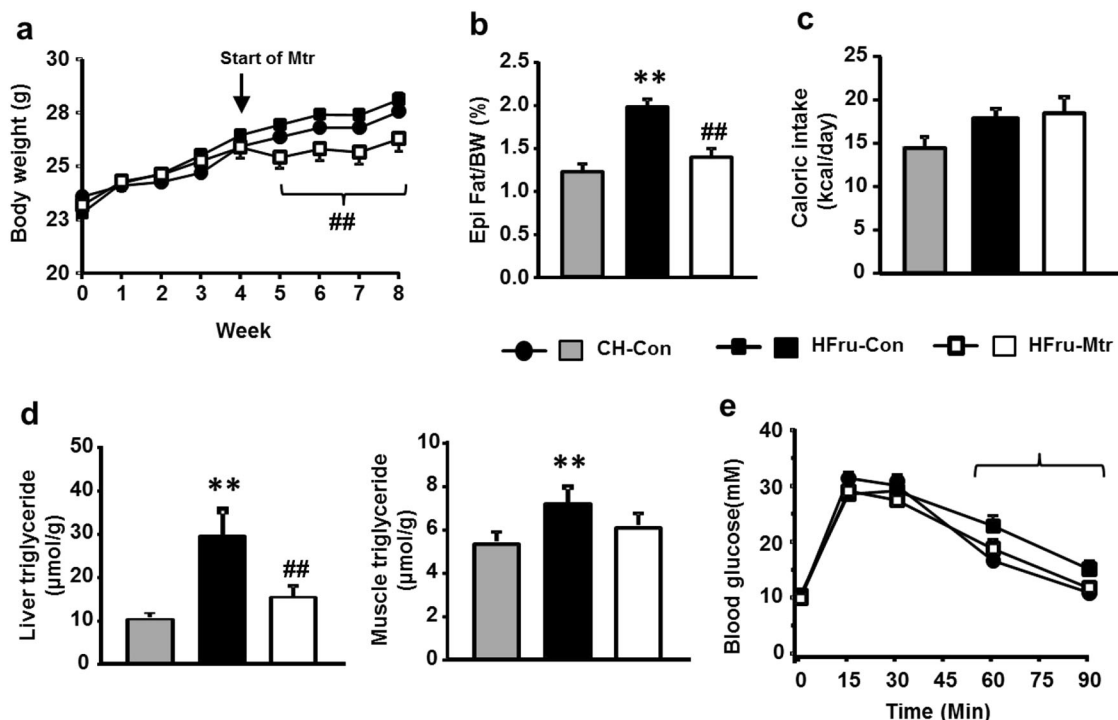 a
Body weight (g)
30
28
25
23
20
Start of Mtr
##
0 1 2 3 4 5 6 7 8
Week
b
Epi Fat/BW (%)
2.5
2.0
1.5
1.0
0.5
0.0
**
##
c
Caloric intake
(kcal/day)
25
20
15
10
5
0
CH-Con HFru-Con HFru-Mtr
d
Liver triglyceride
(µmol/g)
50
40
30
20
10
0
**
##
Muscle triglyceride
(µmol/g)
10
8
6
4
2
0
**
e
Blood glucose(mM)
40
30
20
10
0
0 15 30 45 60 75 90
Time (Min)